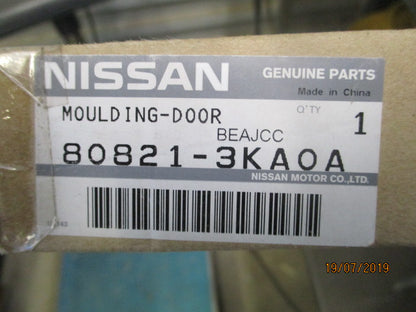 NISSAN GENUINE PARTS
Made in China
MOULDING-DOOR Q'TY 1
BEAJCC
80821-3KA0A
NISSAN MOTOR CO.,LTD.
19/07/2019